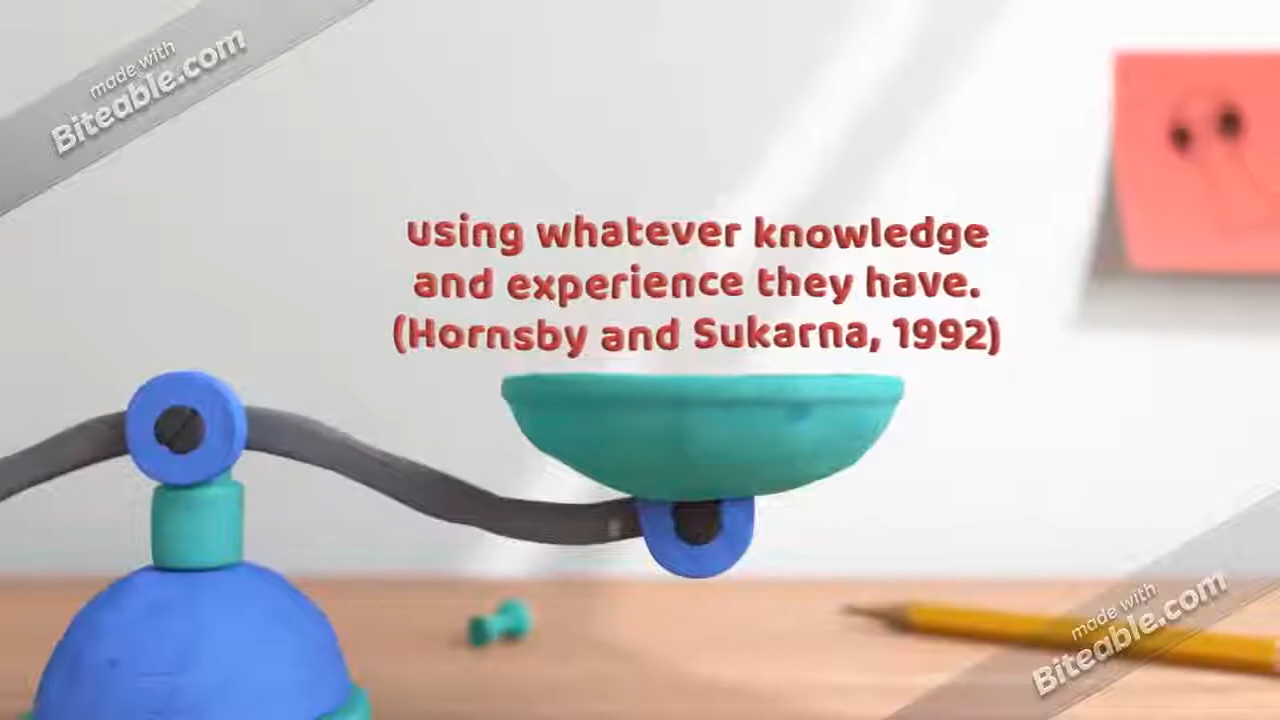 made with
Biteable.com
using whatever knowledge
and experience they have.
(Hornsby and Sukarna, 1992)
made with
Biteable.com